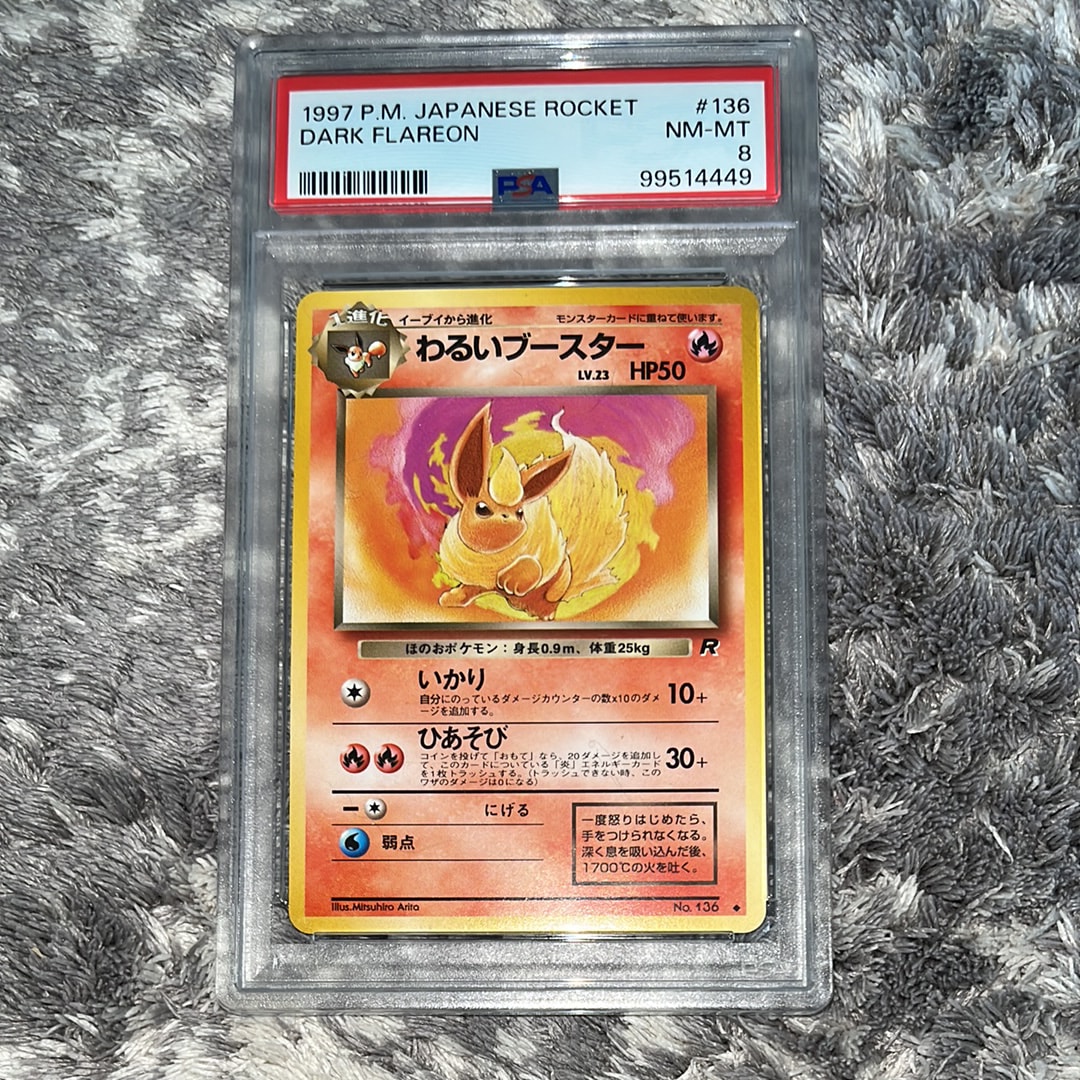 1997 P.M. JAPANESE ROCKET #136
DARK FLAREON NM-MT
8
PSA 99514449
1進化 イーブイから進化 モンスターカードに重ねて使います。
わるいブースター
LV.23 HP50
ほのおポケモン：身長0.9m、体重25kg R
いかり
自分にのっているダメージカウンターの数x10のダメ
ージを追加する。
10+
ひあそび
コインを投げて「おもて」なら、20ダメージを追加し
て、このカードについている「炎」エネルギーカード
を1枚トラッシュする。(トラッシュできない時、この
ワザのダメージは0になる)
30+
にげる
弱点
一度怒りはじめたら、
手をつけられなくなる。
深く息を吸い込んだ後、
1700℃の火を吐く。
Illus.Mitsuhiro Arita No. 136